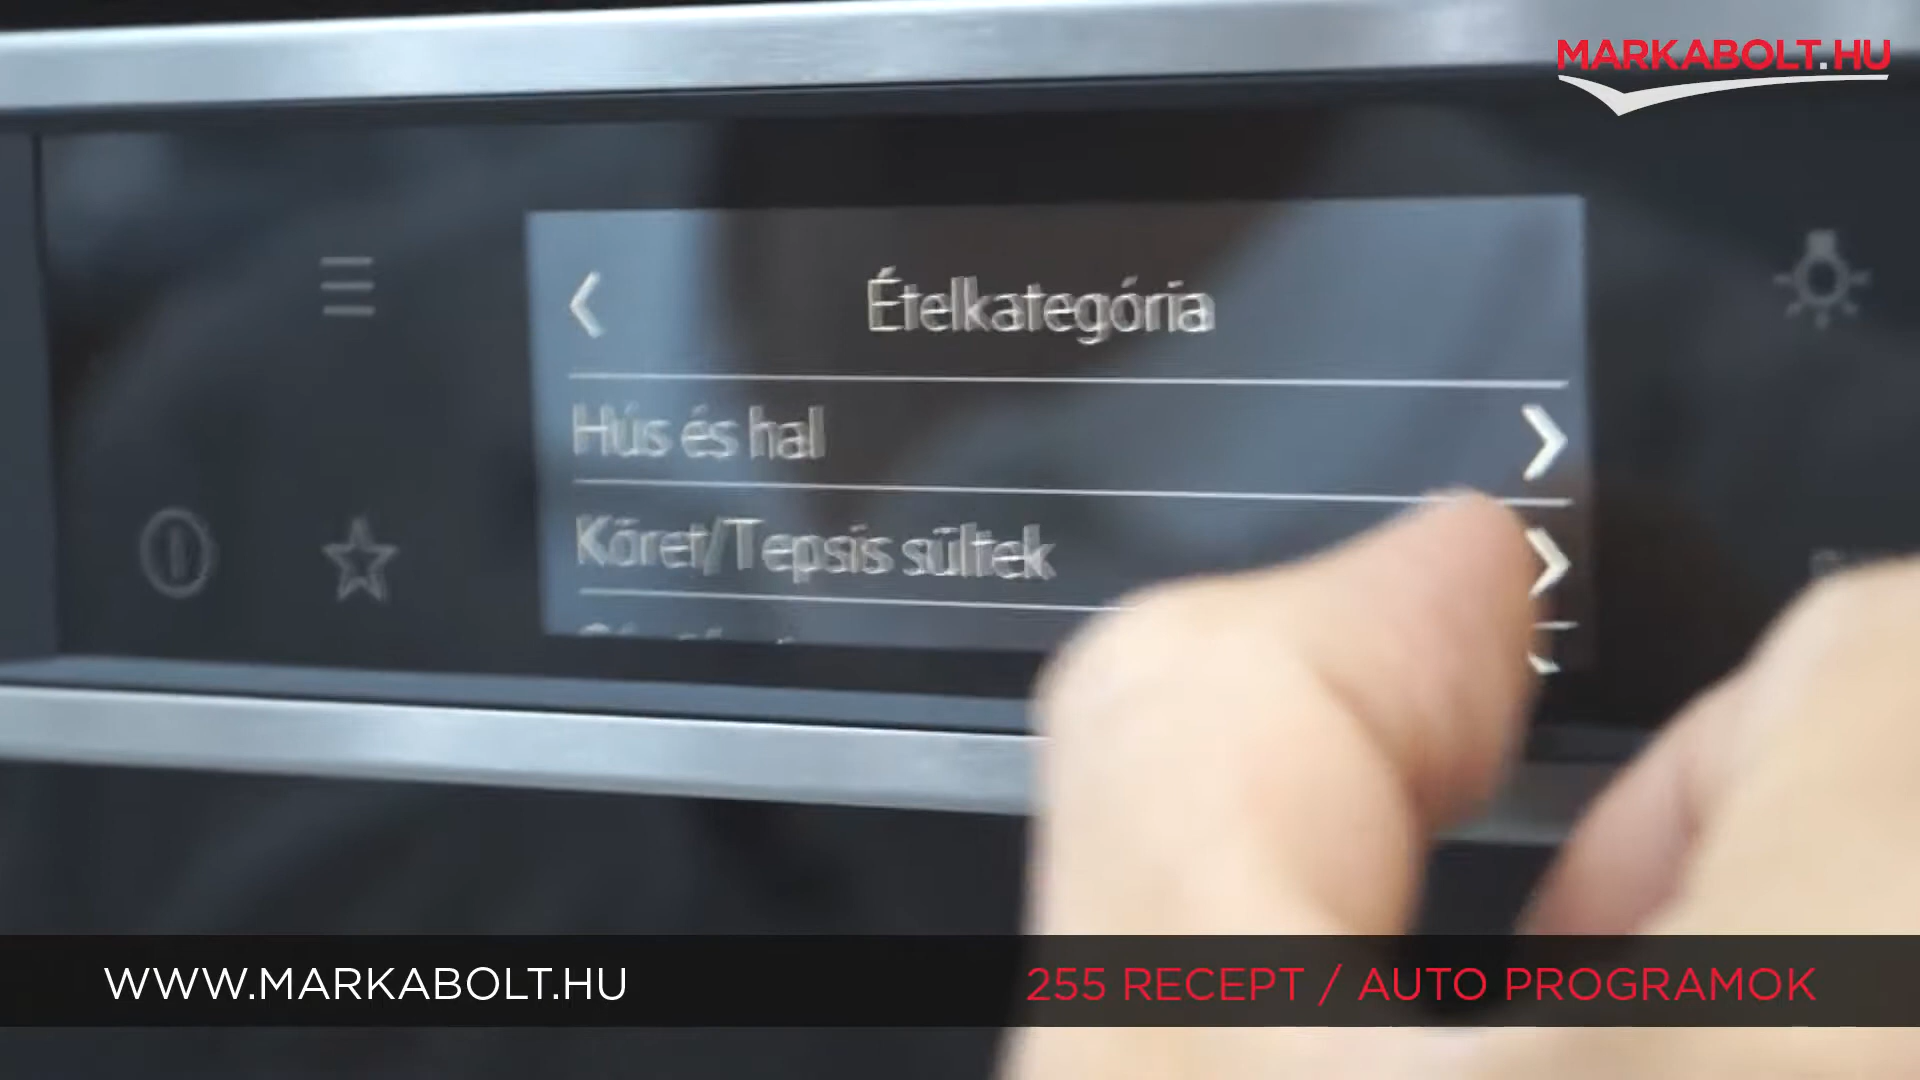 MARKABOLT.HU
Ételkategória
Hús és hal
Köret/Tepsis sültek
WWW.MARKABOLT.HU
255 RECEPT / AUTO PROGRAMOK